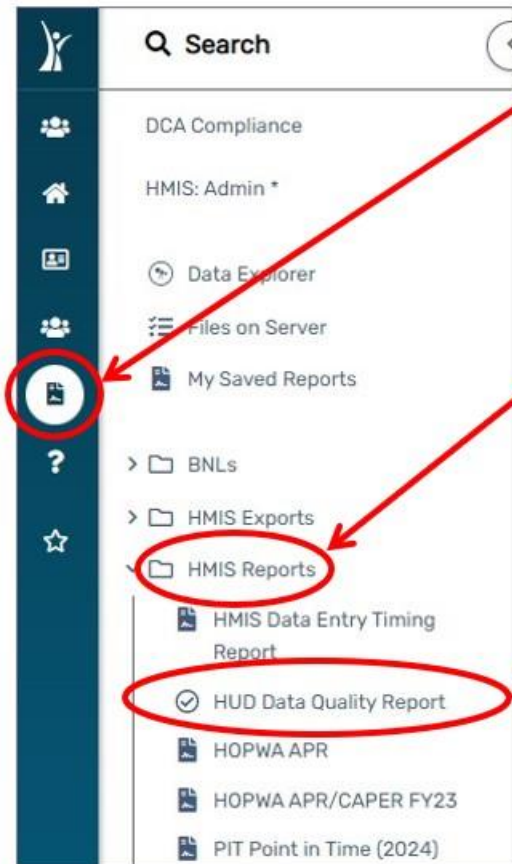 Search
DCA Compliance
HMIS: Admin *
Data Explorer
Files on Server
My Saved Reports
?
BNLs
HMIS Exports
HMIS Reports
HMIS Data Entry Timing
Report
HUD Data Quality Report
HOPWA APR
HOPWA APR/CAPER FY23
PIT Point in Time (2024)